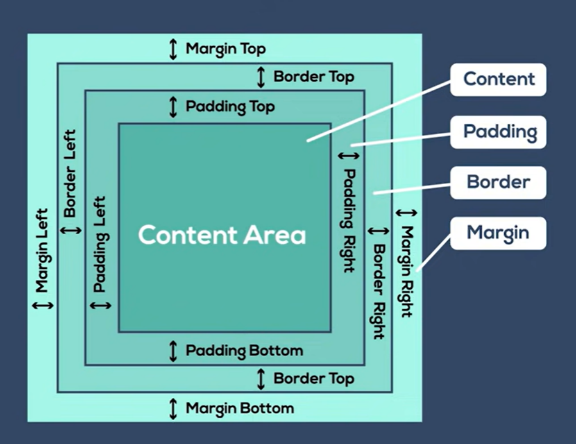 Margin Top
Border Top
Padding Top
Content
Padding
Border
Margin
Margin Left
Border Left
Padding Left
Content Area
Padding Right
Border Right
Margin Right
Padding Bottom
Border Top
Margin Bottom